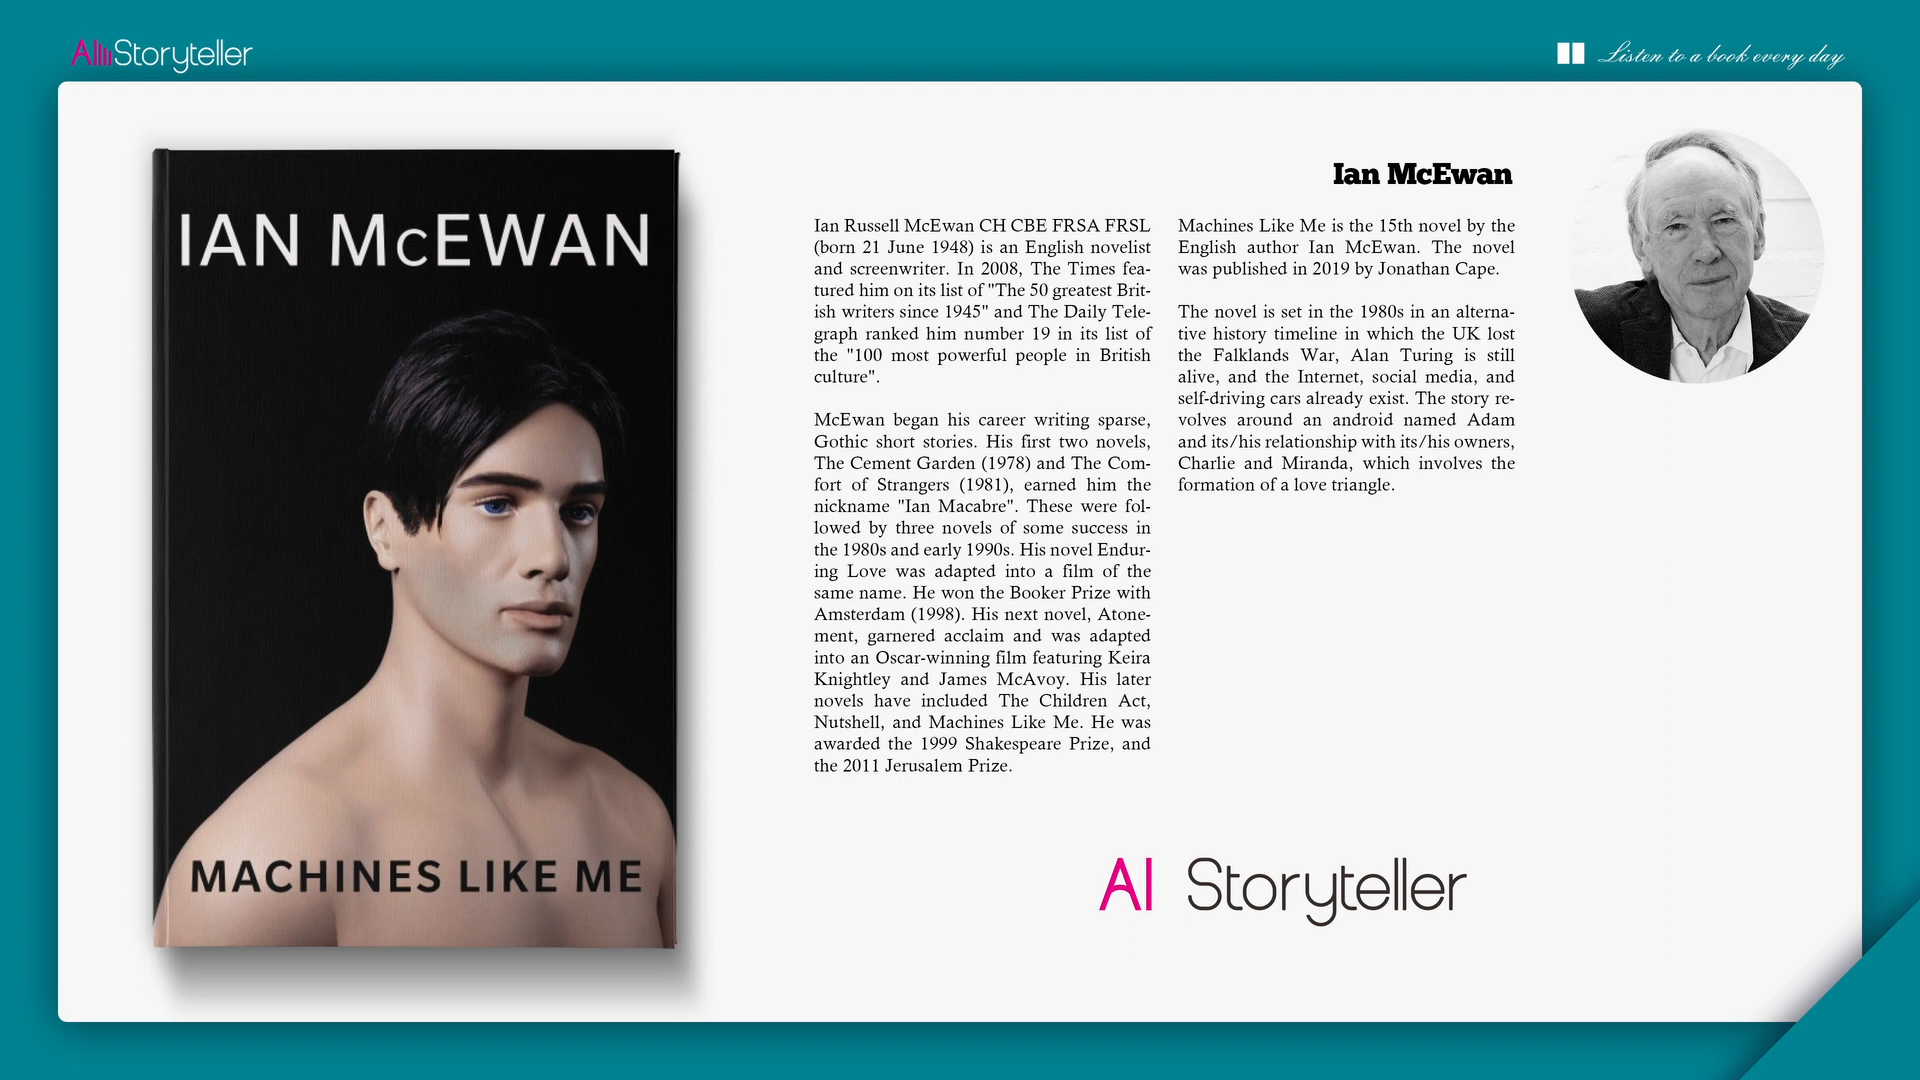 AI Storyteller
Listen to a book every day
IAN McEWAN
MACHINES LIKE ME
Ian McEwan
Ian Russell McEwan CH CBE FRSA FRSL
(born 21 June 1948) is an English novelist
and screenwriter. In 2008, The Times fea-
tured him on its list of "The 50 greatest Brit-
ish writers since 1945" and The Daily Tele-
graph ranked him number 19 in its list of
the "100 most powerful people in British
culture".
McEwan began his career writing sparse,
Gothic short stories. His first two novels,
The Cement Garden (1978) and The Com-
fort of Strangers (1981), earned him the
nickname "Ian Macabre". These were fol-
lowed by three novels of some success in
the 1980s and early 1990s. His novel Endur-
ing Love was adapted into a film of the
same name. He won the Booker Prize with
Amsterdam (1998). His next novel, Atone-
ment, garnered acclaim and was adapted
into an Oscar-winning film featuring Keira
Knightley and James McAvoy. His later
novels have included The Children Act,
Nutshell, and Machines Like Me. He was
awarded the 1999 Shakespeare Prize, and
the 2011 Jerusalem Prize.
Machines Like Me is the 15th novel by the
English author Ian McEwan. The novel
was published in 2019 by Jonathan Cape.
The novel is set in the 1980s in an alterna-
tive history timeline in which the UK lost
the Falklands War, Alan Turing is still
alive, and the Internet, social media, and
self-driving cars already exist. The story re-
volves around an android named Adam
and its/his relationship with its/his owners,
Charlie and Miranda, which involves the
formation of a love triangle.
AI Storyteller